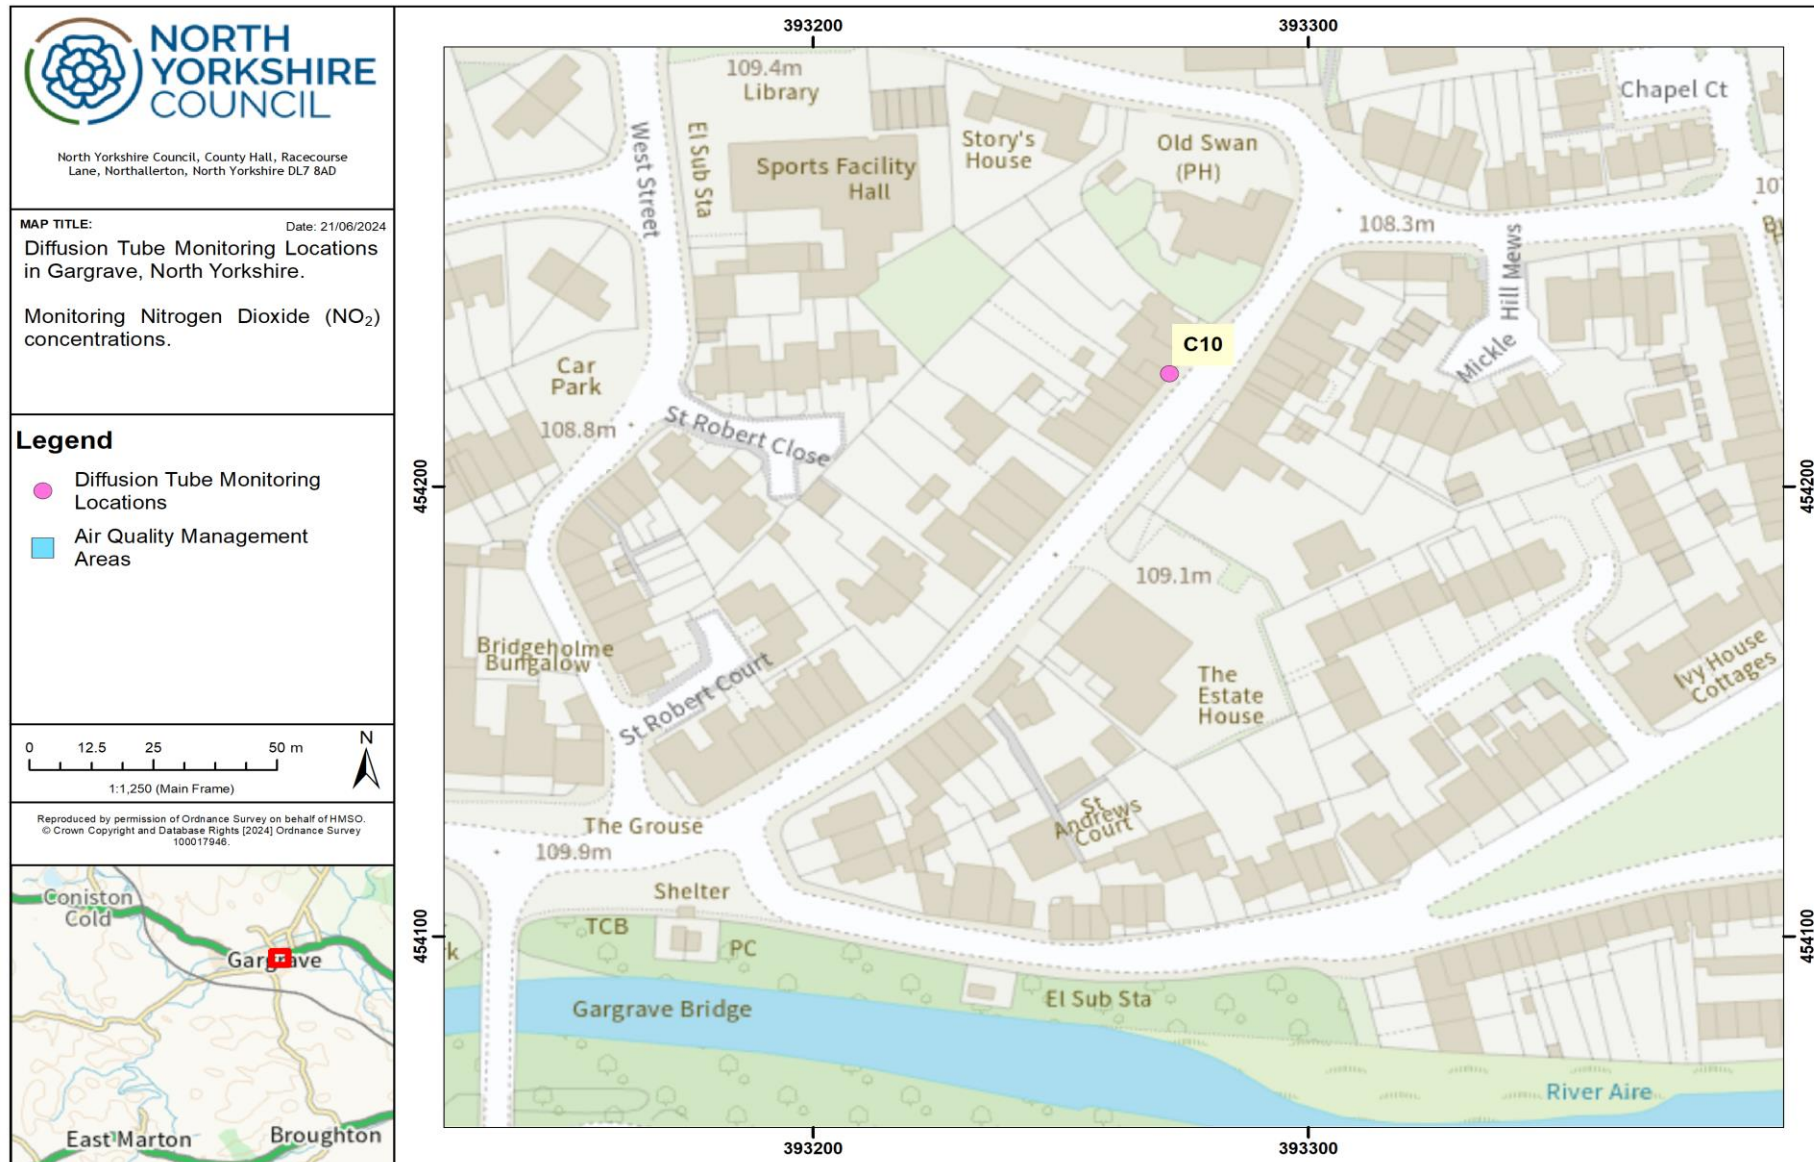 NORTH
YORKSHIRE
COUNCIL
North Yorkshire Council, County Hall, Racecourse
Lane, Northallerton, North Yorkshire DL7 8AD
MAP TITLE:
Date: 21/06/2024
Diffusion Tube Monitoring Locations
in Gargrave, North Yorkshire.
Monitoring Nitrogen Dioxide (NO₂)
concentrations.
Legend
Diffusion Tube Monitoring
Locations
Air Quality Management
Areas
0 12.5 25 50 m
N
1:1,250 (Main Frame)
Reproduced by permission of Ordnance Survey on behalf of HMSO.
© Crown Copyright and Database Rights [2024] Ordnance Survey
100017946.
Coniston
Cold
Gargrave
East Marton
Broughton
393200
393300
109.4m
Library
Chapel Ct
West Street
El Sub Sta
Story's
House
Old Swan
(PH)
Sports Facility
Hall
108.3m
Mickle Hill Mews
C10
Car
Park
108.8m
St Robert Close
454200
454200
109.1m
Bridgeholme
Bungalow
St Robert Court
The
Estate
House
Ivy House
Cottages
St
Andrews
Court
The Grouse
109.9m
Shelter
TCB
PC
454100
454100
El Sub Sta
Gargrave Bridge
River Aire
393200
393300